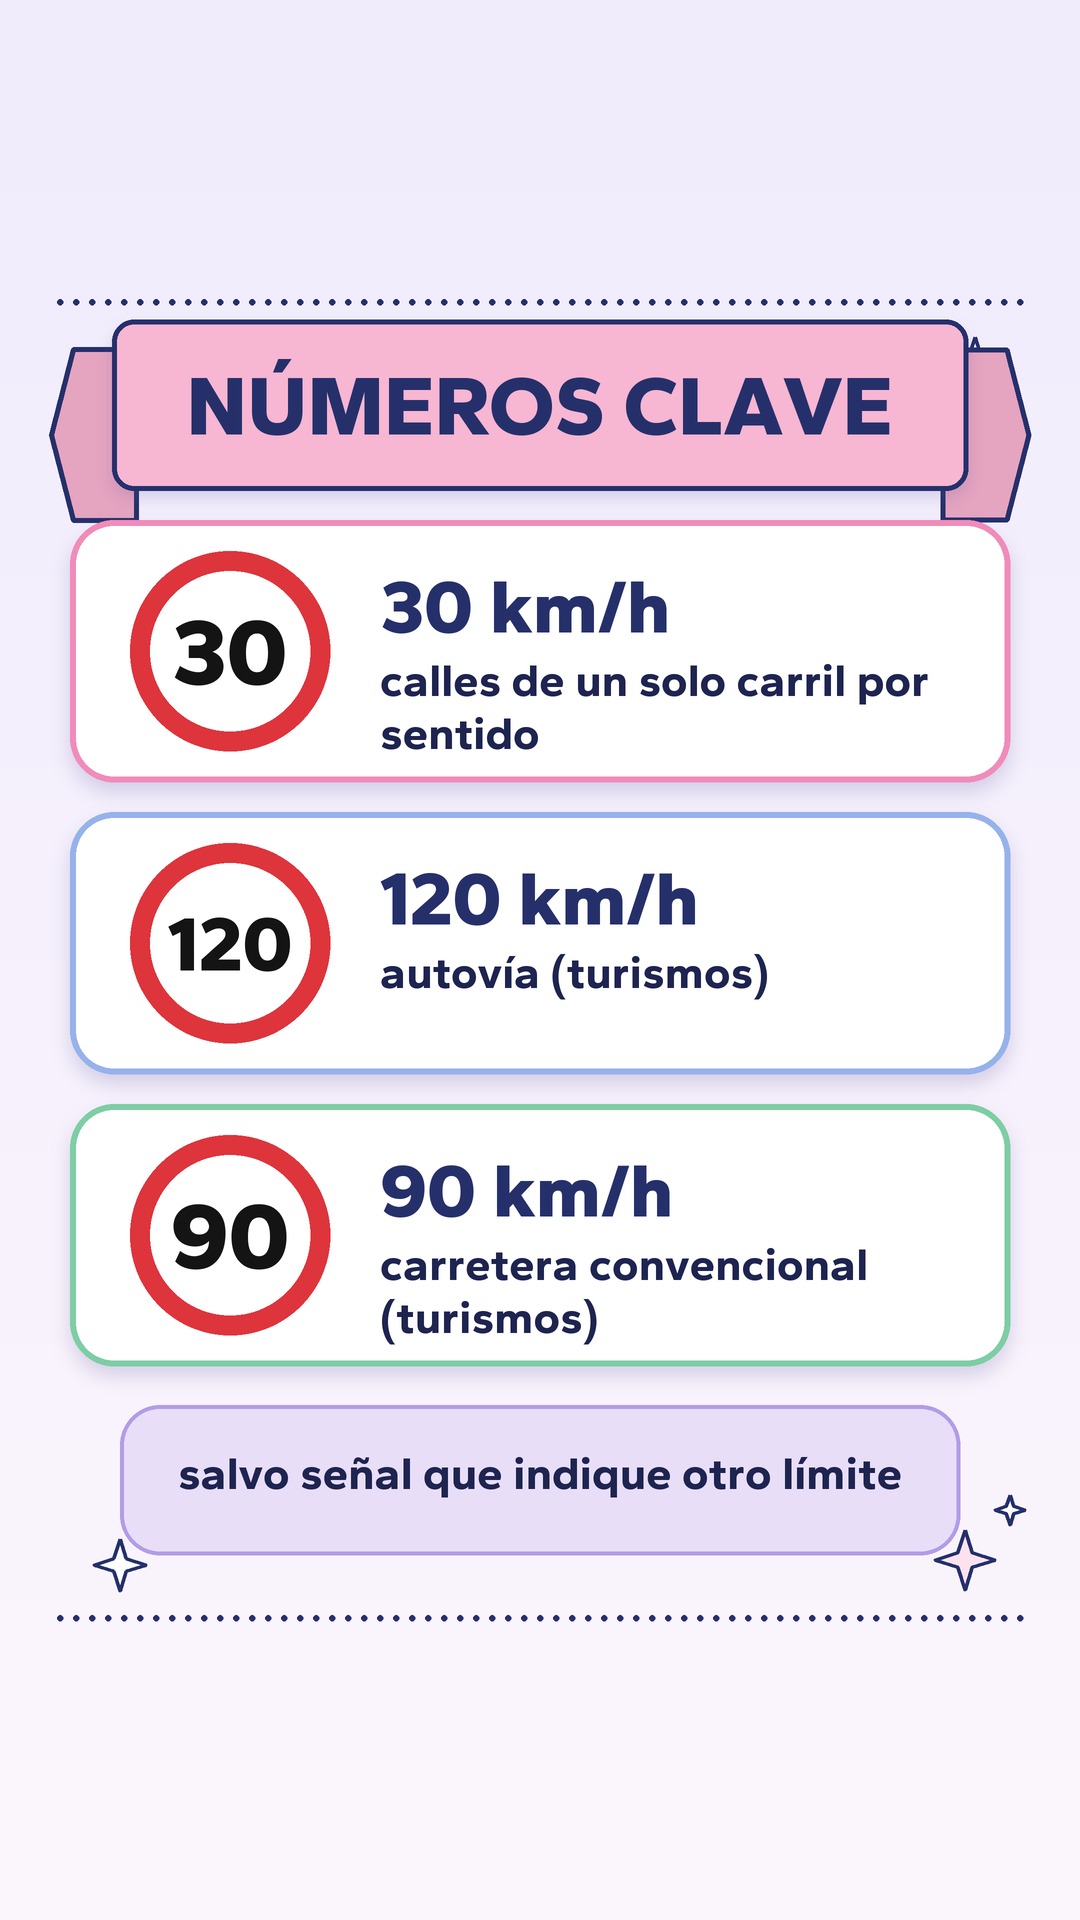 NÚMEROS CLAVE
30
30 km/h
calles de un solo carril por
sentido
120
120 km/h
autovía (turismos)
90
90 km/h
carretera convencional
(turismos)
salvo señal que indique otro límite